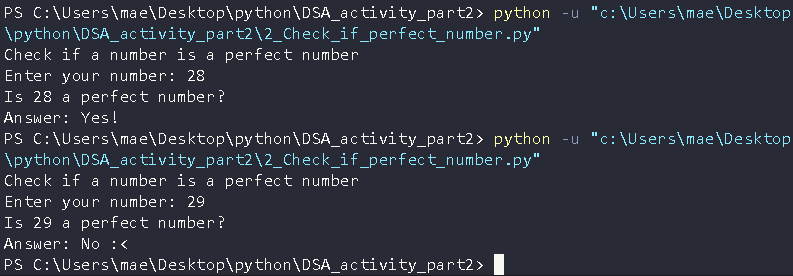 PS C:\Users\mae\Desktop\python\DSA_activity_part2> python -u "c:\Users\mae\Desktop
\python\DSA_activity_part2\2_Check_if_perfect_number.py"
Check if a number is a perfect number
Enter your number: 28
Is 28 a perfect number?
Answer: Yes!
PS C:\Users\mae\Desktop\python\DSA_activity_part2> python -u "c:\Users\mae\Desktop
\python\DSA_activity_part2\2_Check_if_perfect_number.py"
Check if a number is a perfect number
Enter your number: 29
Is 29 a perfect number?
Answer: No :<
PS C:\Users\mae\Desktop\python\DSA_activity_part2>